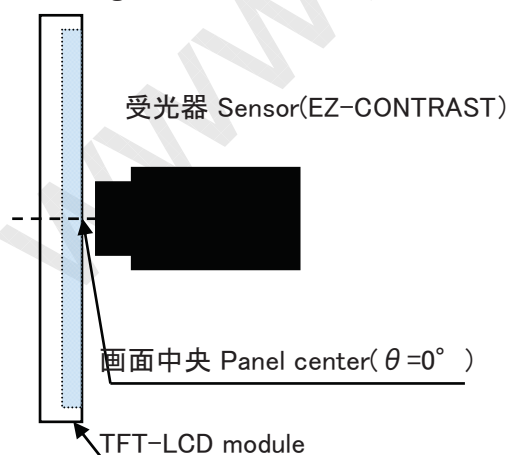 受光器 Sensor(EZ-CONTRAST)
画面中央 Panel center(θ=0°)
TFT-LCD module